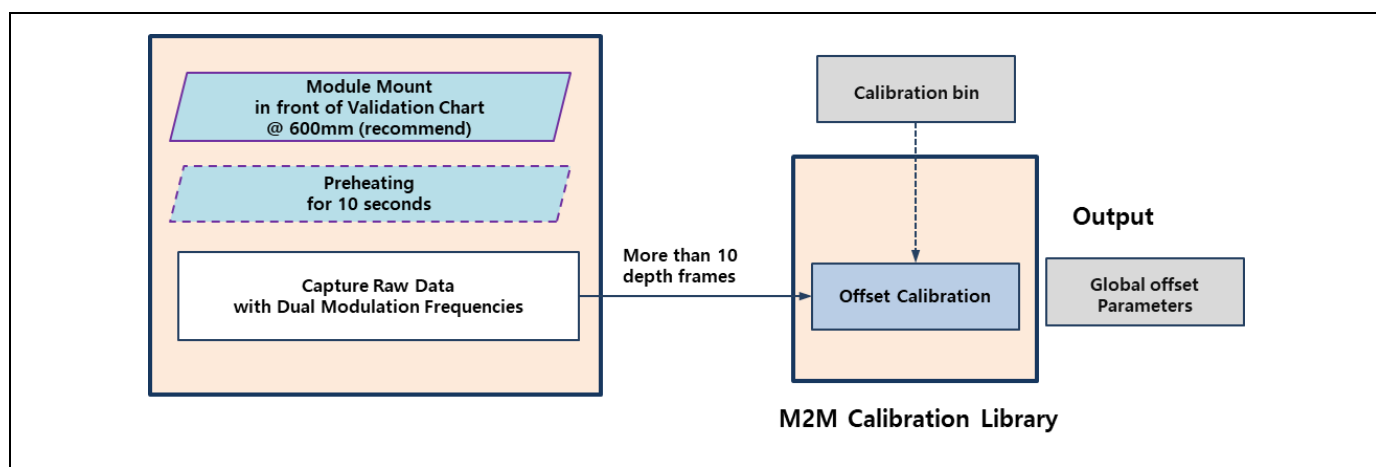 Module Mount
in front of Validation Chart
@ 600mm (recommend)
Preheating
for 10 seconds
Capture Raw Data
with Dual Modulation Frequencies
More than 10
depth frames
Calibration bin
Offset Calibration
M2M Calibration Library
Output
Global offset
Parameters